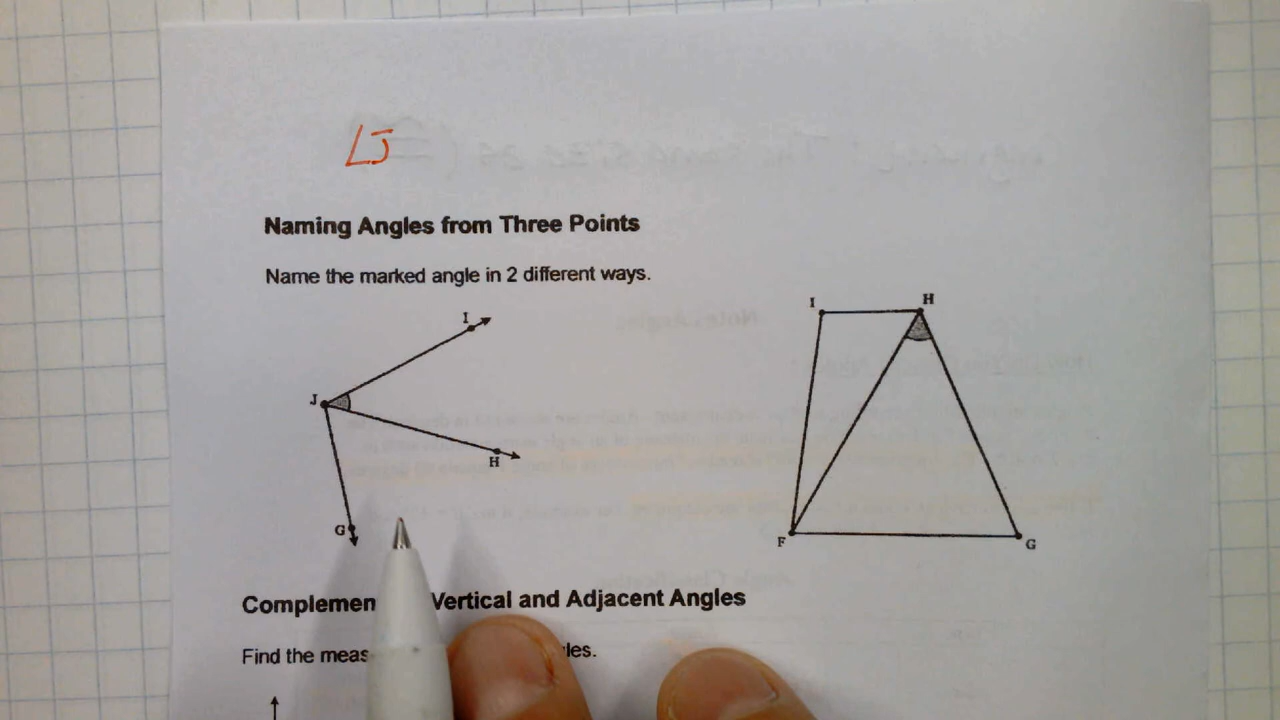 ∠J
Naming Angles from Three Points
Name the marked angle in 2 different ways.
I
J
H
G
I
H
F
G
Complemen Vertical and Adjacent Angles
Find the meas les.